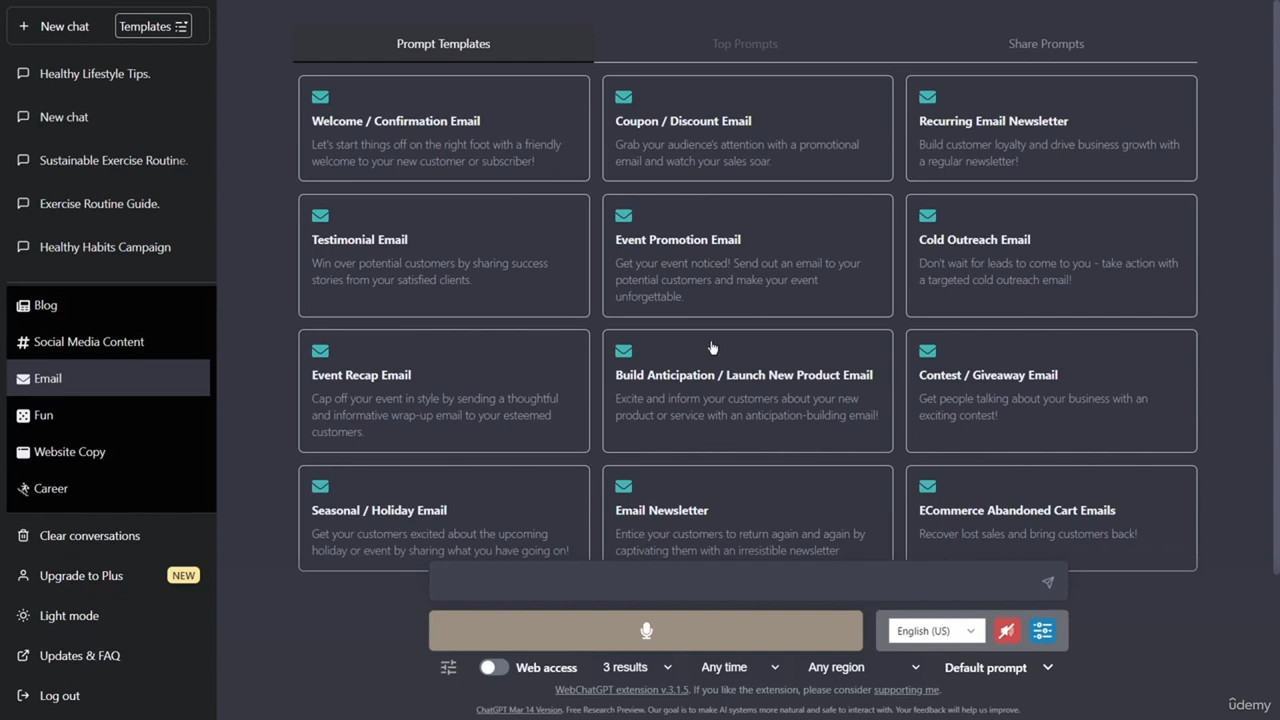 New chat
Templates
Healthy Lifestyle Tips.
New chat
Sustainable Exercise Routine.
Exercise Routine Guide.
Healthy Habits Campaign
Blog
Social Media Content
Email
Fun
Website Copy
Career
Clear conversations
Upgrade to Plus NEW
Light mode
Updates & FAQ
Log out
Prompt Templates Top Prompts Share Prompts
Welcome / Confirmation Email
Let's start things off on the right foot with a friendly
welcome to your new customer or subscriber!
Coupon / Discount Email
Grab your audience's attention with a promotional
email and watch your sales soar.
Recurring Email Newsletter
Build customer loyalty and drive business growth with
a regular newsletter!
Testimonial Email
Win over potential customers by sharing success
stories from your satisfied clients.
Event Promotion Email
Get your event noticed! Send out an email to your
potential customers and make your event
unforgettable.
Cold Outreach Email
Don't wait for leads to come to you - take action with
a targeted cold outreach email!
Event Recap Email
Cap off your event in style by sending a thoughtful
and informative wrap-up email to your esteemed
customers.
Build Anticipation / Launch New Product Email
Excite and inform your customers about your new
product or service with an anticipation-building email!
Contest / Giveaway Email
Get people talking about your business with an
exciting contest!
Seasonal / Holiday Email
Get your customers excited about the upcoming
holiday or event by sharing what you have going on!
Email Newsletter
Entice your customers to return again and again by
captivating them with an irresistible newsletter
ECommerce Abandoned Cart Emails
Recover lost sales and bring customers back!
English (US)
Web access 3 results Any time Any region Default prompt
WebChatGPT extension v.3.1.5. If you like the extension, please consider supporting me.
ChatGPT Mar 14 Version. Free Research Preview. Our goal is to make AI systems more natural and safe to interact with. Your feedback will help us improve.
ûdemy